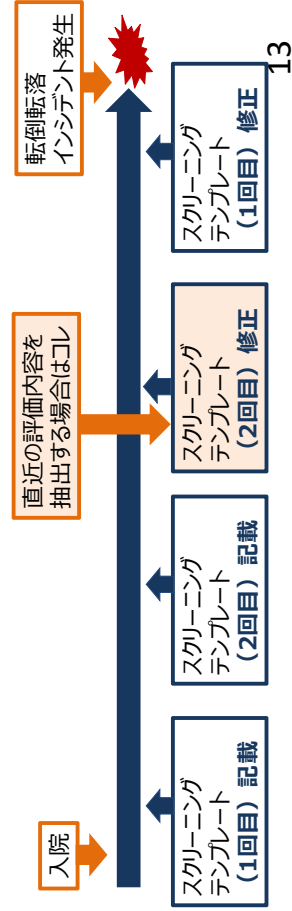 入院
直近の評価内容を
抽出する場合はコレ
転倒転落
インシデント発生
スクリーニング
テンプレート
（1回目）記載
スクリーニング
テンプレート
（2回目）記載
スクリーニング
テンプレート
（2回目）修正
スクリーニング
テンプレート
（1回目）修正
13